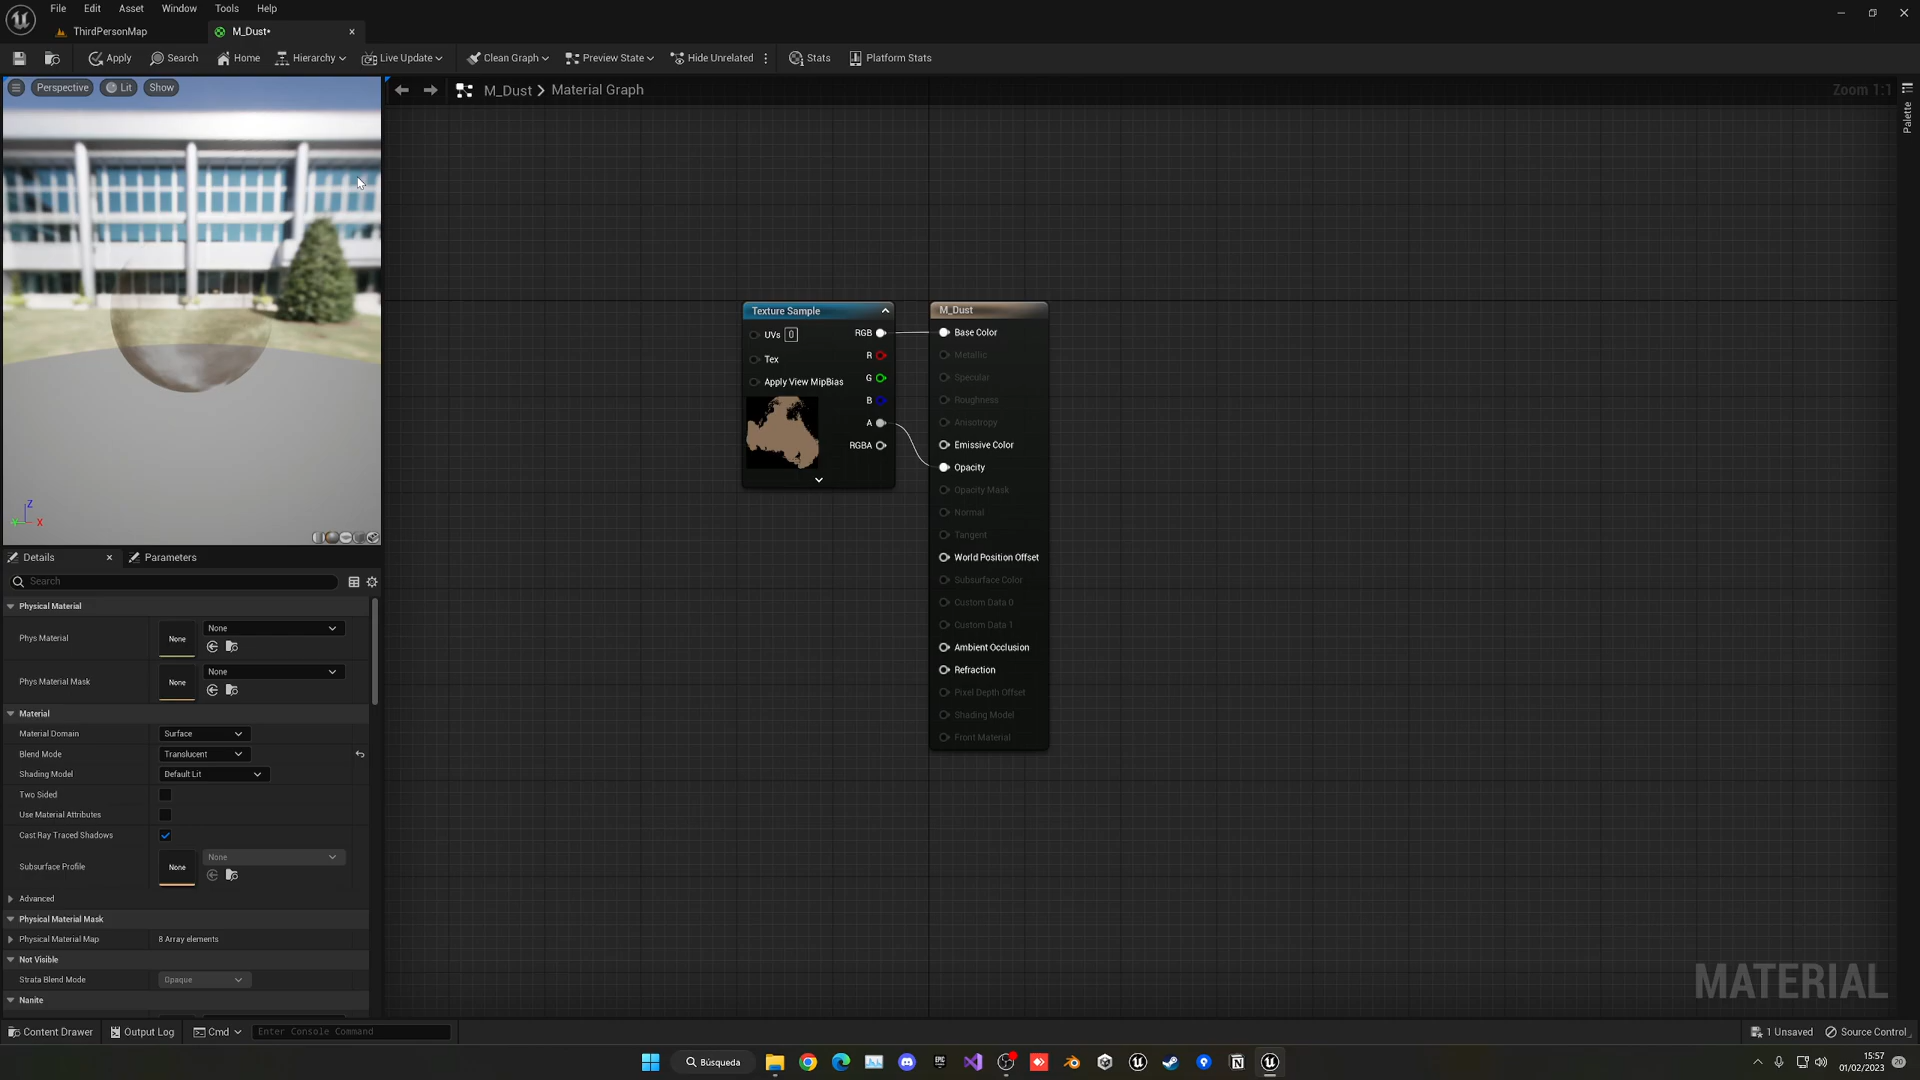 File Edit Asset Window Tools Help
ThirdPersonMap M_Dust*
Apply Search Home Hierarchy Live Update Clean Graph Preview State Hide Unrelated Stats Platform Stats
Perspective Lit Show
M_Dust > Material Graph
Zoom 1:1
Palette
Texture Sample
UVs 0 RGB
R
Tex
G
Apply View MipBias
B
A
RGBA
M_Dust
Base Color
Metallic
Specular
Roughness
Anisotropy
Emissive Color
Opacity
Opacity Mask
Normal
Tangent
World Position Offset
Subsurface Color
Custom Data 0
Custom Data 1
Ambient Occlusion
Refraction
Pixel Depth Offset
Shading Model
Front Material
Z
Y X
Details Parameters
Search
Physical Material
Phys Material None None
Phys Material Mask None None
Material
Material Domain Surface
Blend Mode Translucent
Shading Model Default Lit
Two Sided
Use Material Attributes
Cast Ray Traced Shadows
Subsurface Profile None None
Advanced
Physical Material Mask
Physical Material Map 8 Array elements
Not Visible
Strata Blend Mode Opaque
Nanite
MATERIAL
Content Drawer Output Log Cmd Enter Console Command
1 Unsaved Source Control
Búsqueda
EPIC
15:57
01/02/2023
20